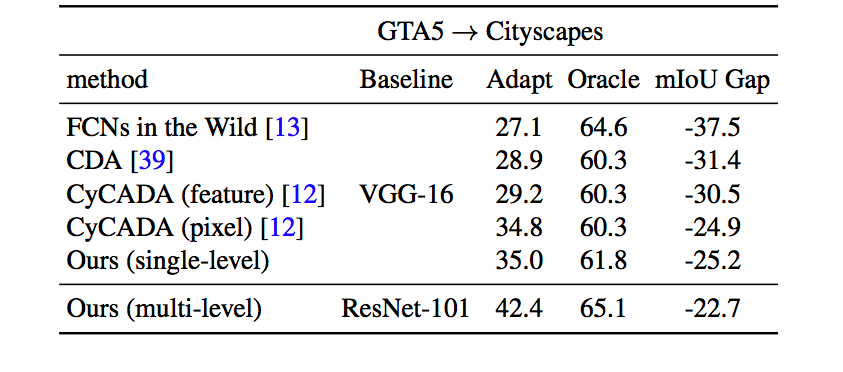 GTA5 → Cityscapes
method Baseline Adapt Oracle mIoU Gap
FCNs in the Wild [13] 27.1 64.6 -37.5
CDA [39] 28.9 60.3 -31.4
CyCADA (feature) [12] VGG-16 29.2 60.3 -30.5
CyCADA (pixel) [12] 34.8 60.3 -24.9
Ours (single-level) 35.0 61.8 -25.2
Ours (multi-level) ResNet-101 42.4 65.1 -22.7